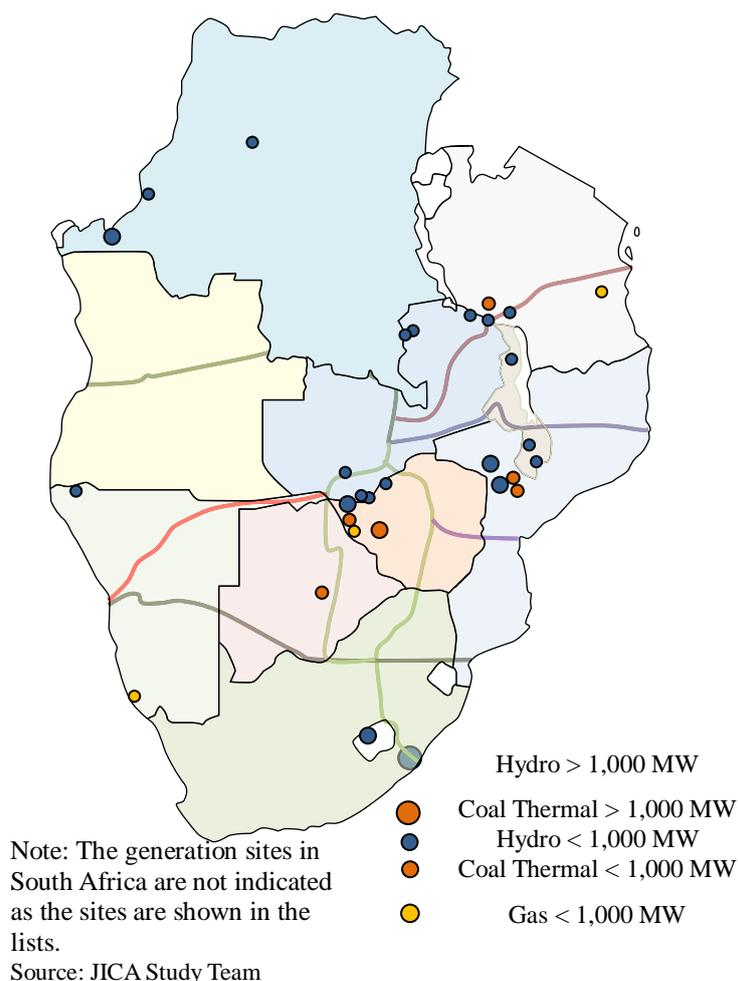 Hydro > 1,000 MW
Coal Thermal > 1,000 MW
Hydro < 1,000 MW
Coal Thermal < 1,000 MW
Gas < 1,000 MW
Note: The generation sites in
South Africa are not indicated
as the sites are shown in the
lists.
Source: JICA Study Team